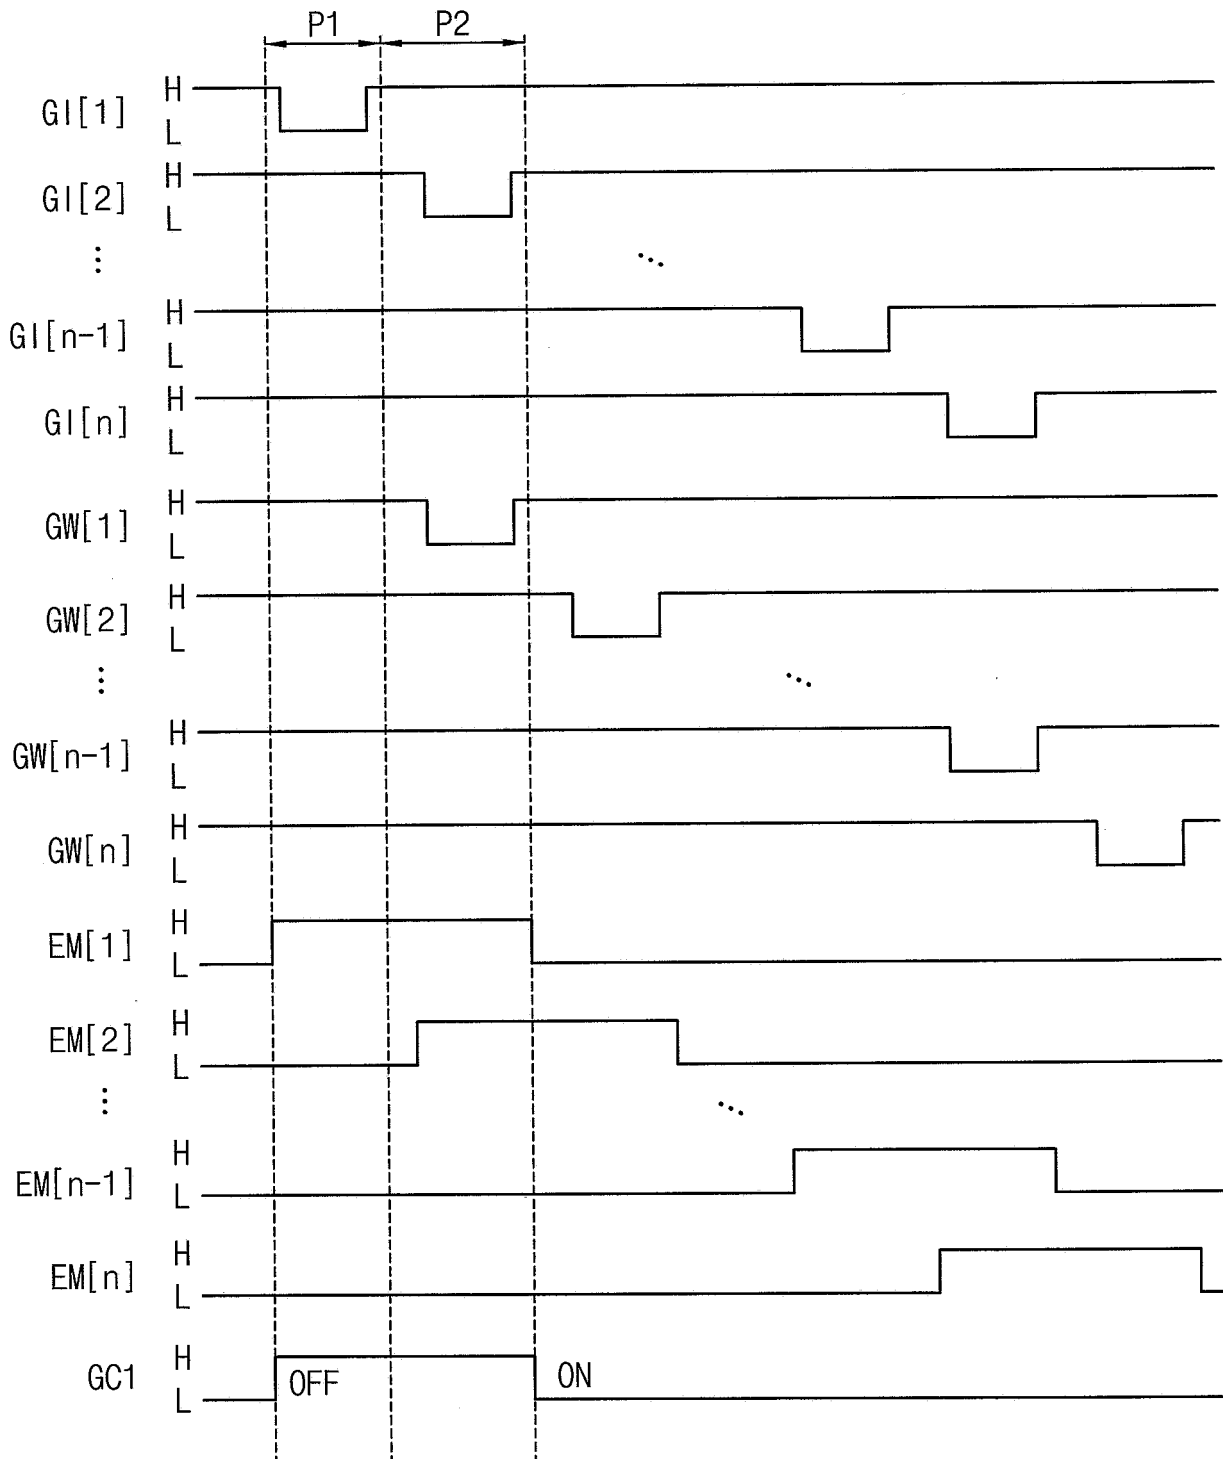 P1 P2
GI[1] H L
GI[2] H L
⋮ ⋱
GI[n-1] H L
GI[n] H L
GW[1] H L
GW[2] H L
⋮ ⋱
GW[n-1] H L
GW[n] H L
EM[1] H L
EM[2] H L
⋮ ⋱
EM[n-1] H L
EM[n] H L
GC1 H L OFF ON